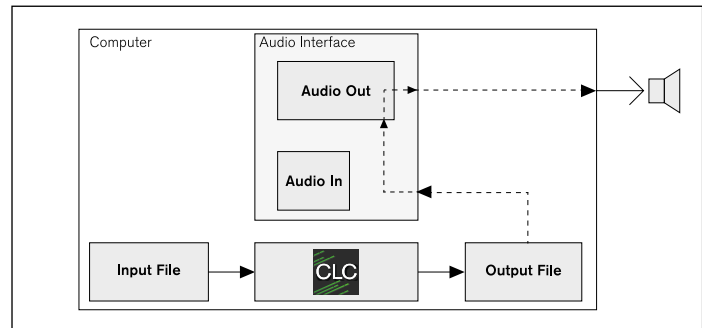 Computer
Audio Interface
Audio Out
Audio In
Input File
CLC
Output File